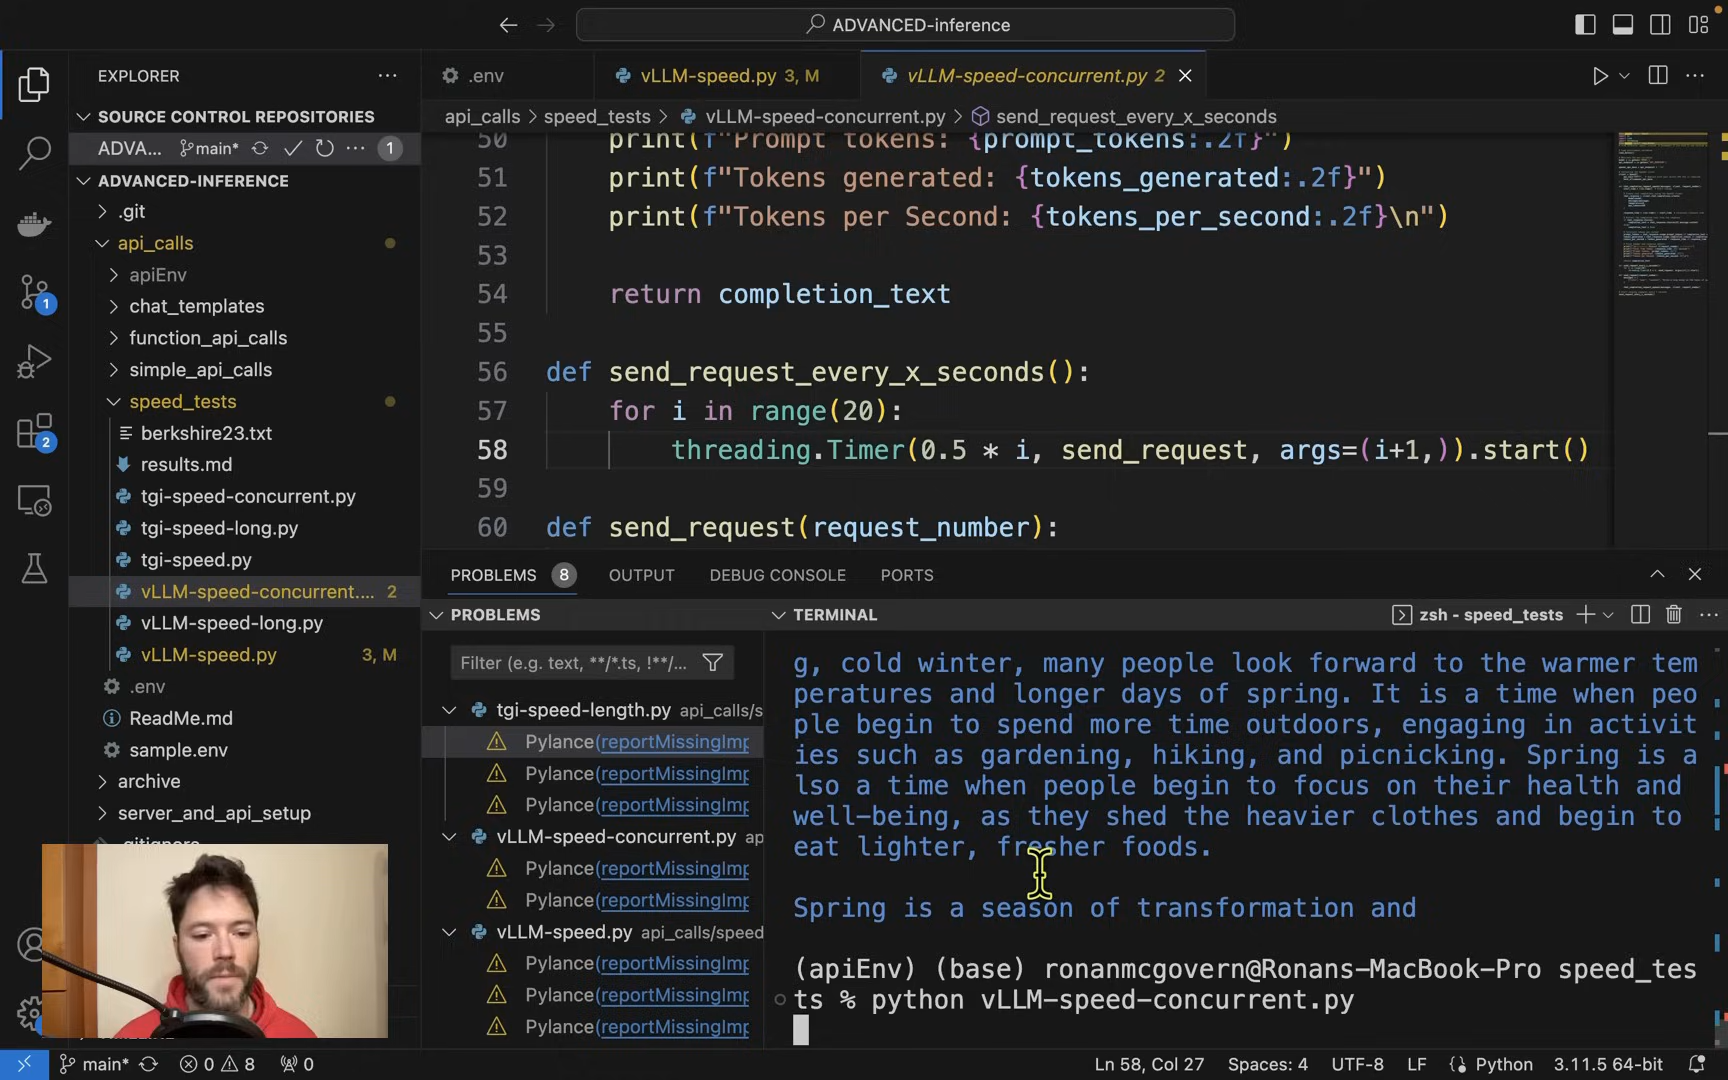 ADVANCED-inference
EXPLORER
SOURCE CONTROL REPOSITORIES
ADVA... main* 1
ADVANCED-INFERENCE
.git
api_calls
apiEnv
chat_templates
function_api_calls
simple_api_calls
speed_tests
berkshire23.txt
results.md
tgi-speed-concurrent.py
tgi-speed-long.py
tgi-speed.py
vLLM-speed-concurrent.... 2
vLLM-speed-long.py
vLLM-speed.py 3, M
.env
ReadMe.md
sample.env
archive
server_and_api_setup
.gitignore
1
2
.env
vLLM-speed.py 3, M
vLLM-speed-concurrent.py 2
api_calls > speed_tests > vLLM-speed-concurrent.py > send_request_every_x_seconds
50 print(f"Prompt tokens: {prompt_tokens:.2f}")
51 print(f"Tokens generated: {tokens_generated:.2f}")
52 print(f"Tokens per Second: {tokens_per_second:.2f}\n")
53
54 return completion_text
55
56 def send_request_every_x_seconds():
57 for i in range(20):
58 threading.Timer(0.5 * i, send_request, args=(i+1,)).start()
59
60 def send_request(request_number):
PROBLEMS 8 OUTPUT DEBUG CONSOLE PORTS
PROBLEMS
Filter (e.g. text, **/*.ts, !**/...
tgi-speed-length.py api_calls/s
Pylance(reportMissingImp
Pylance(reportMissingImp
Pylance(reportMissingImp
vLLM-speed-concurrent.py ap
Pylance(reportMissingImp
Pylance(reportMissingImp
vLLM-speed.py api_calls/speed
Pylance(reportMissingImp
Pylance(reportMissingImp
Pylance(reportMissingImp
TERMINAL
zsh - speed_tests
g, cold winter, many people look forward to the warmer tem
peratures and longer days of spring. It is a time when peo
ple begin to spend more time outdoors, engaging in activit
ies such as gardening, hiking, and picnicking. Spring is a
lso a time when people begin to focus on their health and
well-being, as they shed the heavier clothes and begin to
eat lighter, fresher foods.
Spring is a season of transformation and
(apiEnv) (base) ronanmcgovern@Ronans-MacBook-Pro speed_tes
ts % python vLLM-speed-concurrent.py
main* 0 8 0
Ln 58, Col 27 Spaces: 4 UTF-8 LF Python 3.11.5 64-bit